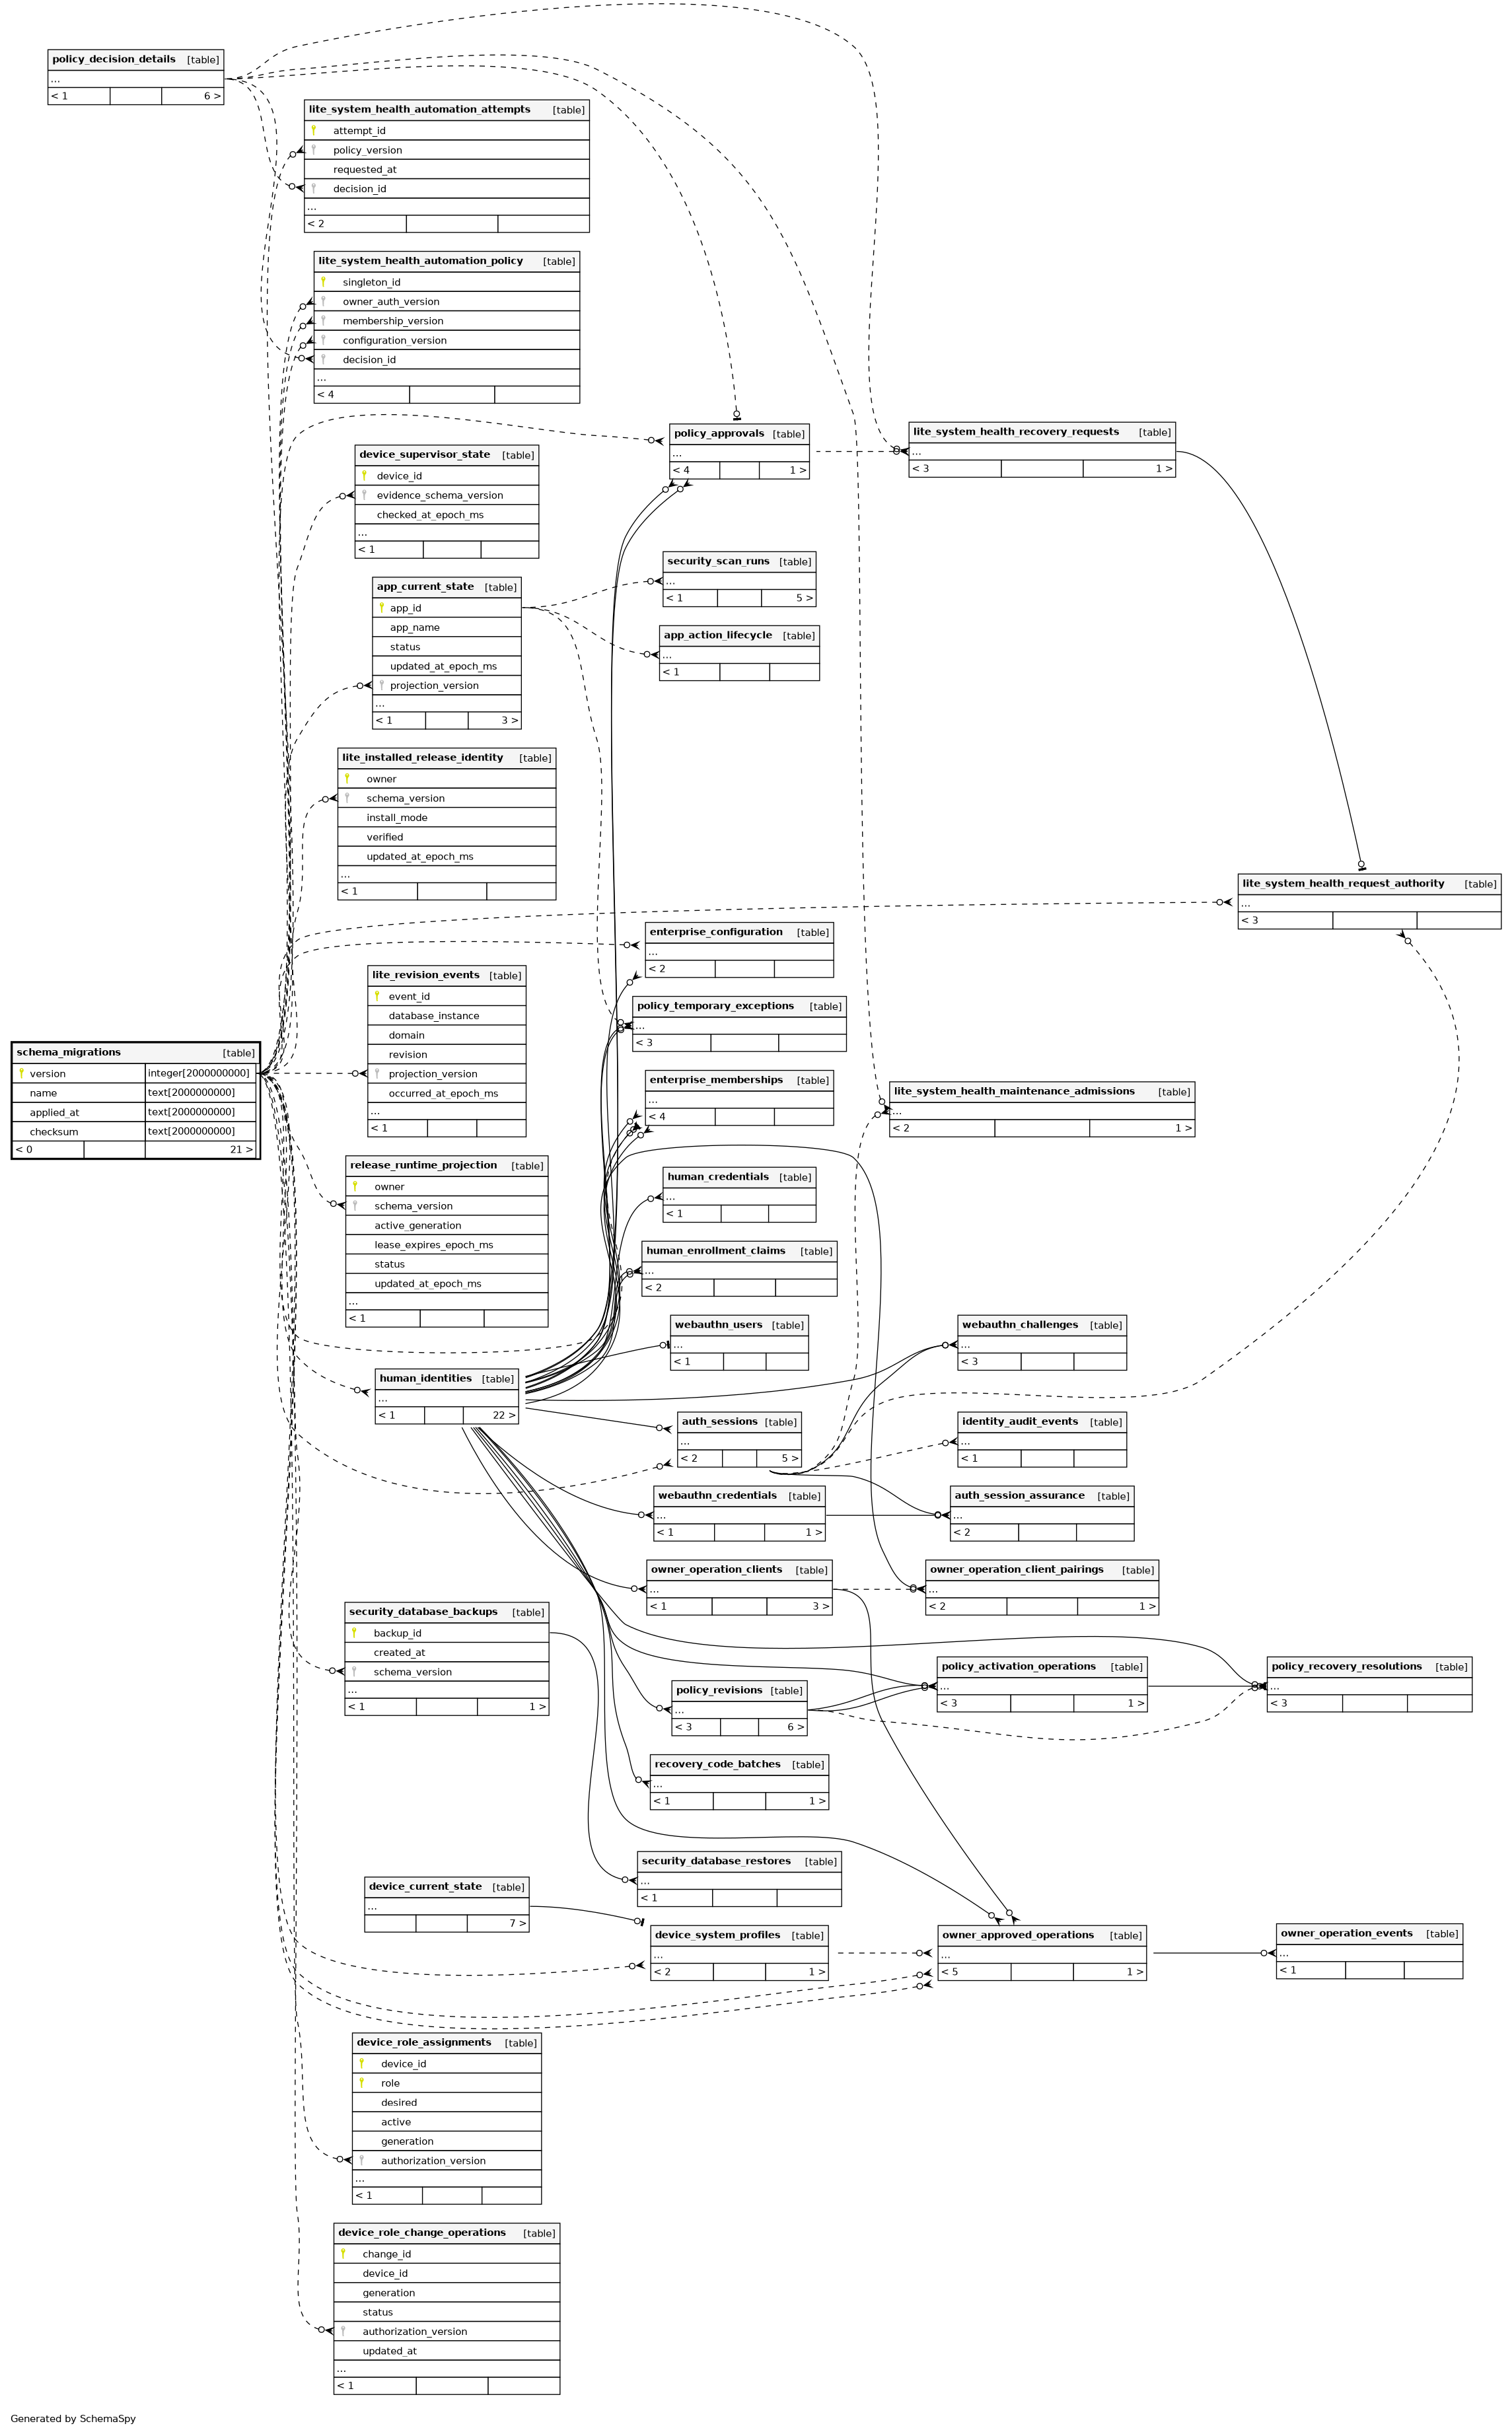 policy_decision_details [table]
...
< 1 6 >
lite_system_health_automation_attempts [table]
attempt_id
policy_version
requested_at
decision_id
...
< 2
lite_system_health_automation_policy [table]
singleton_id
owner_auth_version
membership_version
configuration_version
decision_id
...
< 4
policy_approvals [table]
...
< 4 1 >
lite_system_health_recovery_requests [table]
...
< 3 1 >
device_supervisor_state [table]
device_id
evidence_schema_version
checked_at_epoch_ms
...
< 1
security_scan_runs [table]
...
< 1 5 >
app_current_state [table]
app_id
app_name
status
updated_at_epoch_ms
projection_version
...
< 1 3 >
app_action_lifecycle [table]
...
< 1
lite_installed_release_identity [table]
owner
schema_version
install_mode
verified
updated_at_epoch_ms
...
< 1
lite_system_health_request_authority [table]
...
< 3
enterprise_configuration [table]
...
< 2
lite_revision_events [table]
event_id
database_instance
domain
revision
projection_version
occurred_at_epoch_ms
...
< 1
policy_temporary_exceptions [table]
...
< 3
schema_migrations [table]
version integer[2000000000]
name text[2000000000]
applied_at text[2000000000]
checksum text[2000000000]
< 0 21 >
enterprise_memberships [table]
...
< 4
lite_system_health_maintenance_admissions [table]
...
< 2 1 >
release_runtime_projection [table]
owner
schema_version
active_generation
lease_expires_epoch_ms
status
updated_at_epoch_ms
...
< 1
human_credentials [table]
...
< 1
human_enrollment_claims [table]
...
< 2
webauthn_users [table]
...
< 1
webauthn_challenges [table]
...
< 3
human_identities [table]
...
< 1 22 >
auth_sessions [table]
...
< 2 5 >
identity_audit_events [table]
...
< 1
webauthn_credentials [table]
...
< 1 1 >
auth_session_assurance [table]
...
< 2
owner_operation_clients [table]
...
< 1 3 >
owner_operation_client_pairings [table]
...
< 2 1 >
security_database_backups [table]
backup_id
created_at
schema_version
...
< 1 1 >
policy_activation_operations [table]
...
< 3 1 >
policy_recovery_resolutions [table]
...
< 3
policy_revisions [table]
...
< 3 6 >
recovery_code_batches [table]
...
< 1 1 >
security_database_restores [table]
...
< 1
device_current_state [table]
...
7 >
device_system_profiles [table]
...
< 2 1 >
owner_approved_operations [table]
...
< 5 1 >
owner_operation_events [table]
...
< 1
device_role_assignments [table]
device_id
role
desired
active
generation
authorization_version
...
< 1
device_role_change_operations [table]
change_id
device_id
generation
status
authorization_version
updated_at
...
< 1
Generated by SchemaSpy